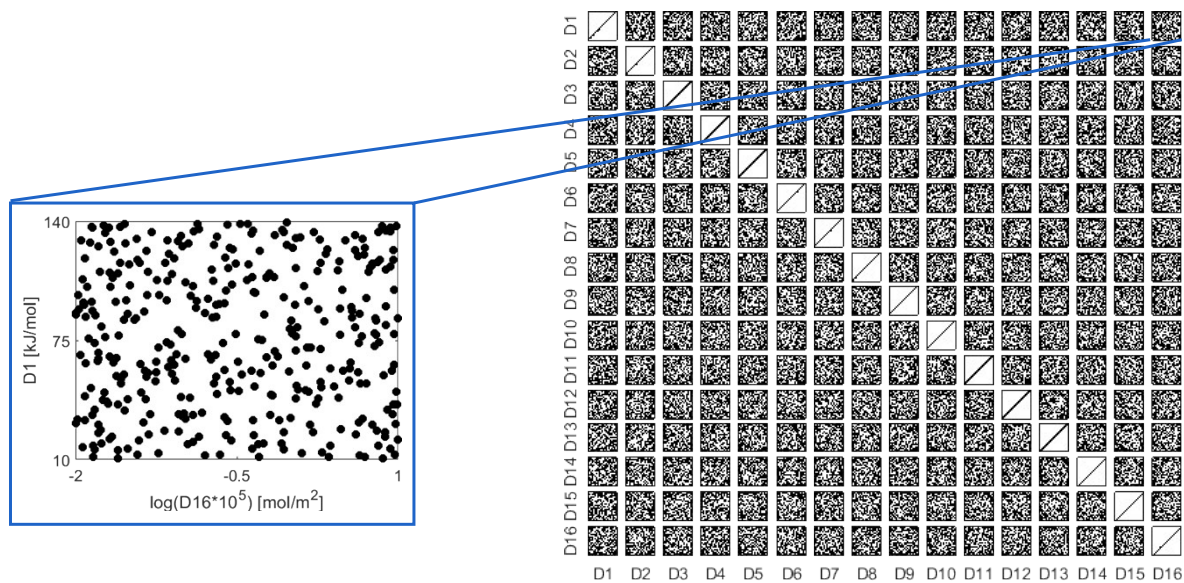 D1
D2
D3
D4
D5
D6
D7
D8
D9
D10
D11
D12
D13
D14
D15
D16
D1 D2 D3 D4 D5 D6 D7 D8 D9 D10 D11 D12 D13 D14 D15 D16
140
75
10
D1 [kJ/mol]
-2 -0.5 1
log(D16*10⁵) [mol/m²]